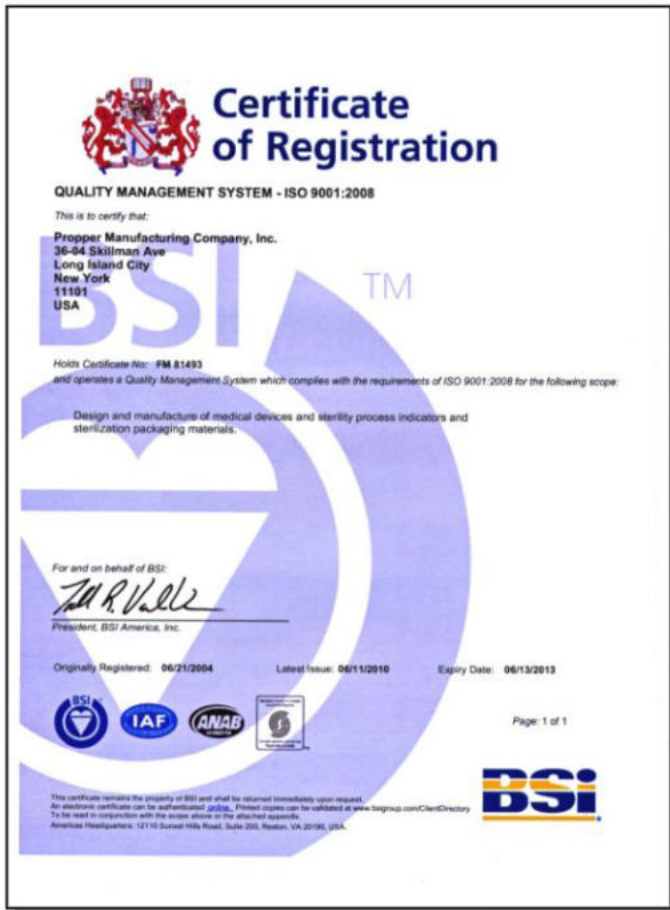 Certificate
of Registration
QUALITY MANAGEMENT SYSTEM - ISO 9001:2008
This is to certify that:
Propper Manufacturing Company, Inc.
36-04 Skillman Ave
Long Island City
New York
11101
USA
BSI
TM
Holds Certificate No: FM 81493
and operates a Quality Management System which complies with the requirements of ISO 9001:2008 for the following scope:
Design and manufacture of medical devices and sterility process indicators and
sterilization packaging materials.
For and on behalf of BSI:
President, BSI America, Inc.
Originally Registered: 06/21/2004 Latest Issue: 06/11/2010 Expiry Date: 06/13/2013
BSI
IAF
ANAB
Page: 1 of 1
This certificate remains the property of BSI and shall be returned immediately upon request.
An electronic certificate can be authenticated online. Printed copies can be validated at www.bsigroup.com/ClientDirectory
To be read in conjunction with the scope above or the attached appendix.
Americas Headquarters: 12110 Sunset Hills Road, Suite 200, Reston, VA 20190, USA.
BSi